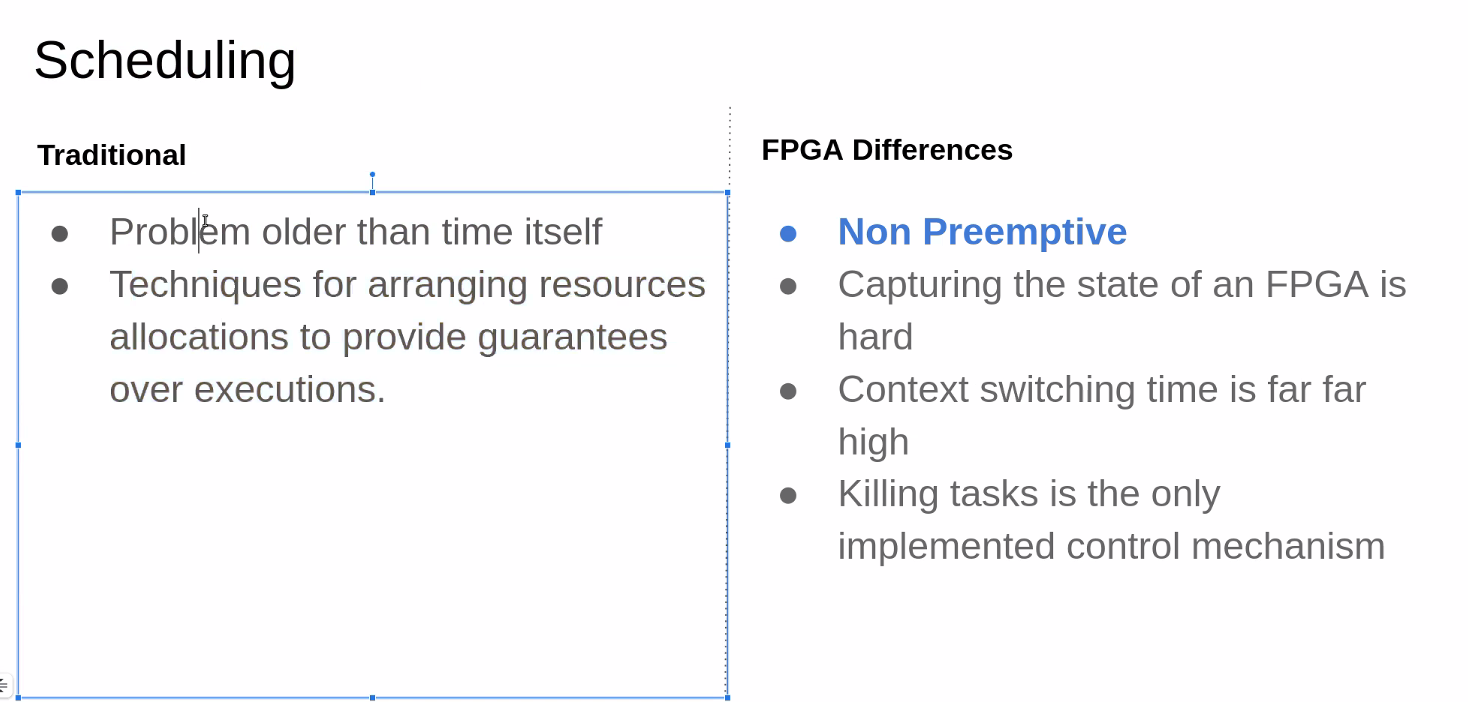 Scheduling
Traditional
● Problem older than time itself
● Techniques for arranging resources
allocations to provide guarantees
over executions.
FPGA Differences
● Non Preemptive
● Capturing the state of an FPGA is
hard
● Context switching time is far far
high
● Killing tasks is the only
implemented control mechanism